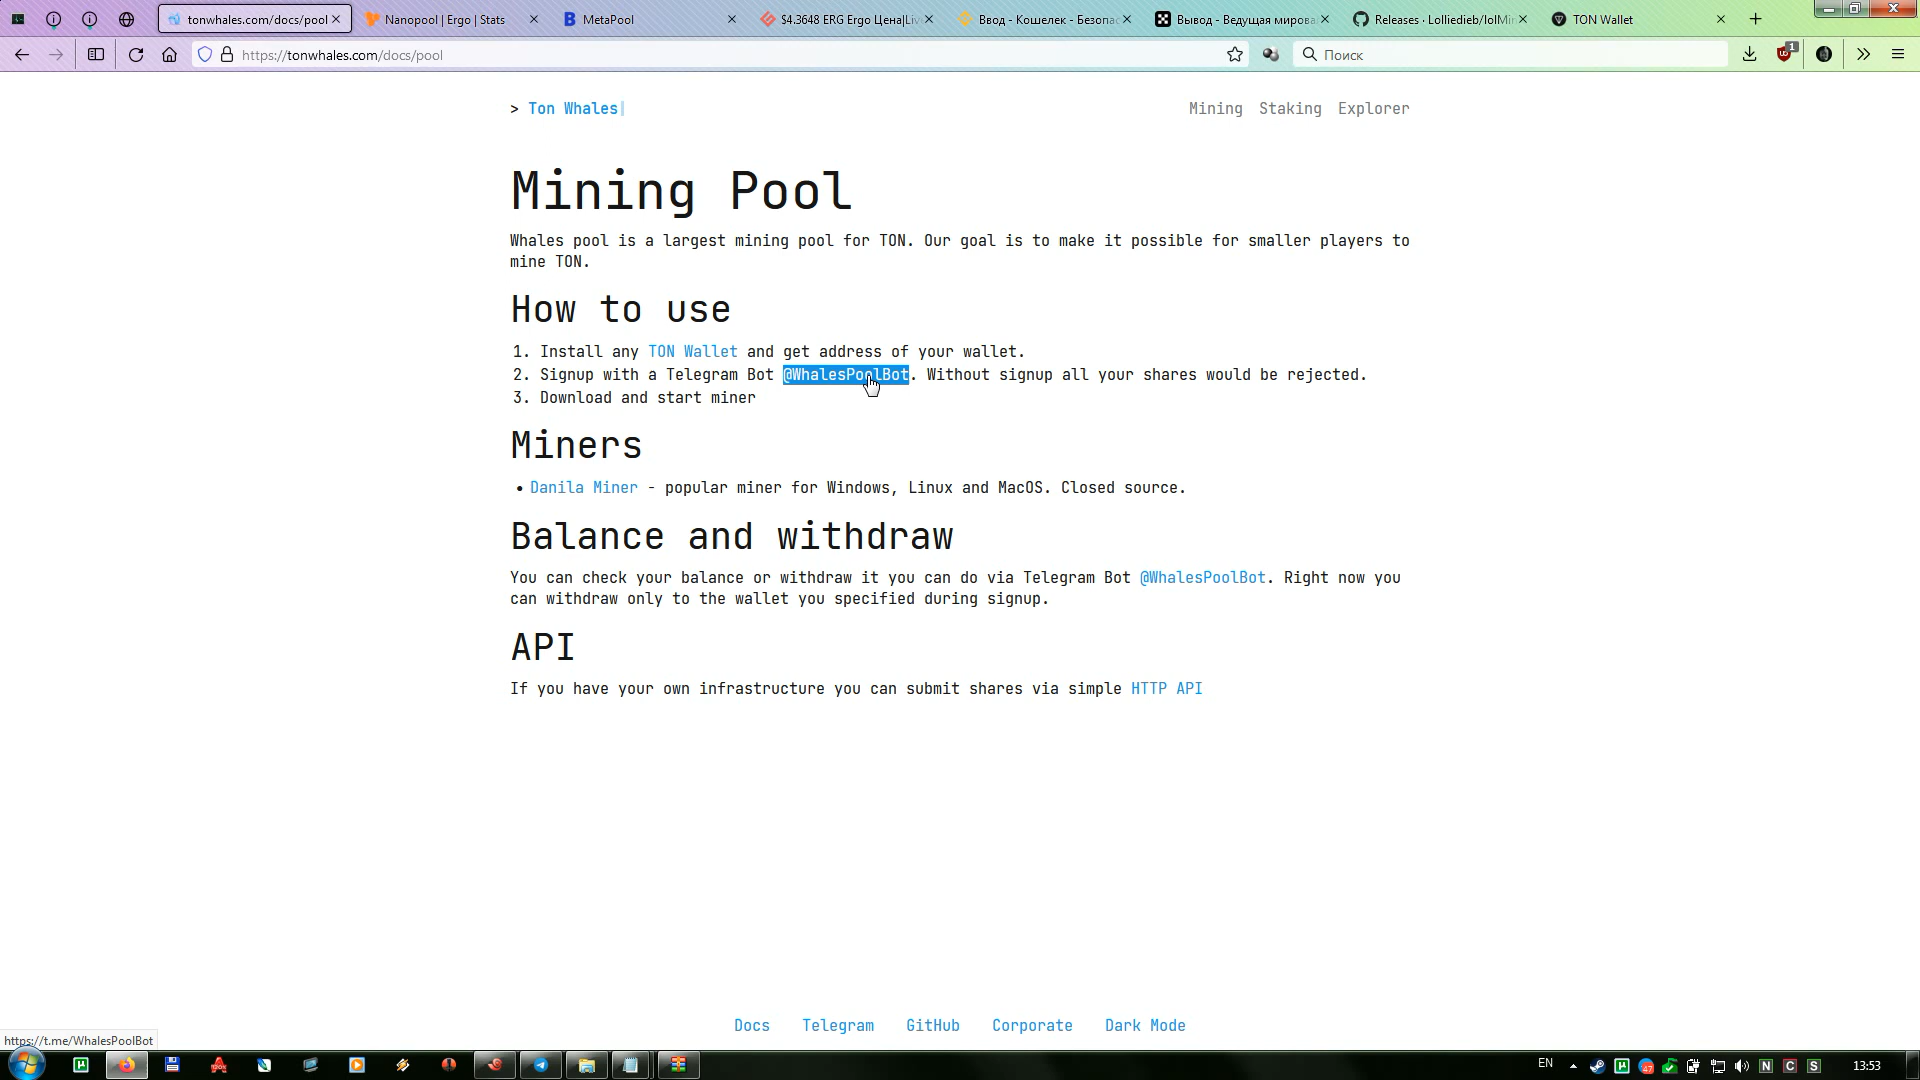 tonwhales.com/docs/pool
Nanopool | Ergo | Stats
MetaPool
$4.3648 ERG Ergo Цена|Liv
Ввод - Кошелек - Безопас
Вывод - Ведущая мирова
Releases · Lolliedieb/lolMi
TON Wallet
https://tonwhales.com/docs/pool
Поиск
1
> Ton Whales
Mining Staking Explorer
Mining Pool
Whales pool is a largest mining pool for TON. Our goal is to make it possible for smaller players to
mine TON.
How to use
1. Install any TON Wallet and get address of your wallet.
2. Signup with a Telegram Bot @WhalesPoolBot. Without signup all your shares would be rejected.
3. Download and start miner
Miners
• Danila Miner - popular miner for Windows, Linux and MacOS. Closed source.
Balance and withdraw
You can check your balance or withdraw it you can do via Telegram Bot @WhalesPoolBot. Right now you
can withdraw only to the wallet you specified during signup.
API
If you have your own infrastructure you can submit shares via simple HTTP API
Docs Telegram GitHub Corporate Dark Mode
https://t.me/WhalesPoolBot
EN
47
N
C
S
13:53